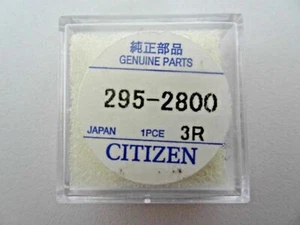 純正部品
GENUINE PARTS
295-2800
JAPAN 1PCE 3R
CITIZEN